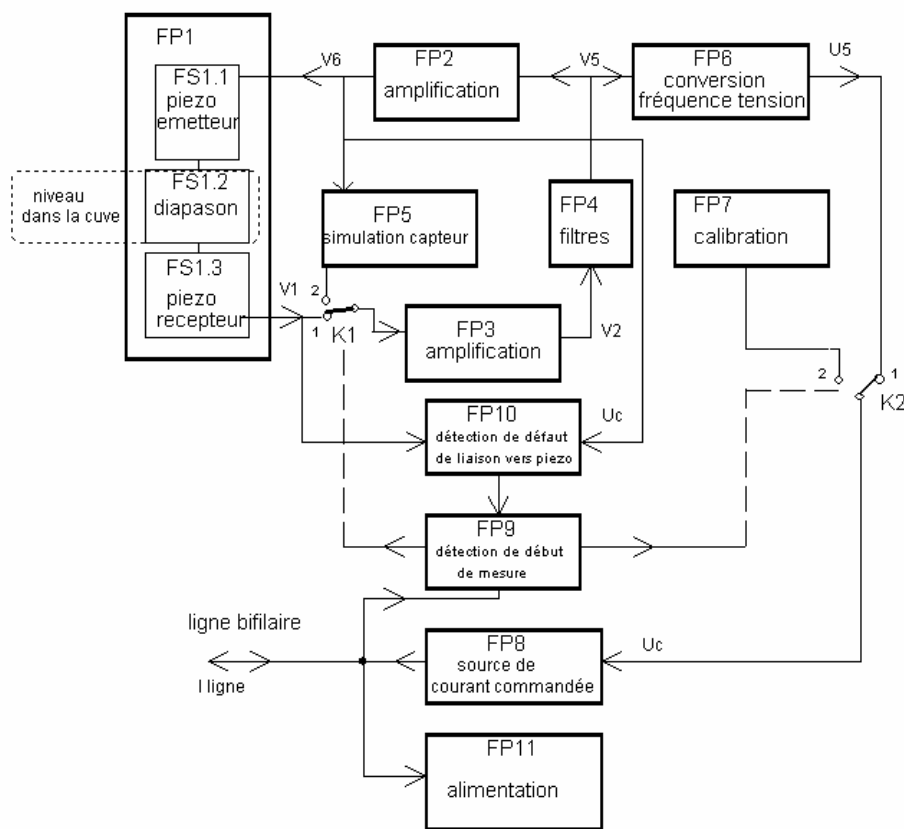 FP1
FS1.1
piezo
emetteur
niveau
dans la cuve
FS1.2
diapason
FS1.3
piezo
recepteur
V6
FP2
amplification
V5
FP6
conversion
fréquence tension
U5
FP5
simulation capteur
FP4
filtres
FP7
calibration
V1
2
1
K1
FP3
amplification
V2
2
1
K2
FP10
détection de défaut
de liaison vers piezo
Uc
FP9
détection de début
de mesure
ligne bifilaire
I ligne
FP8
source de
courant commandée
Uc
FP11
alimentation